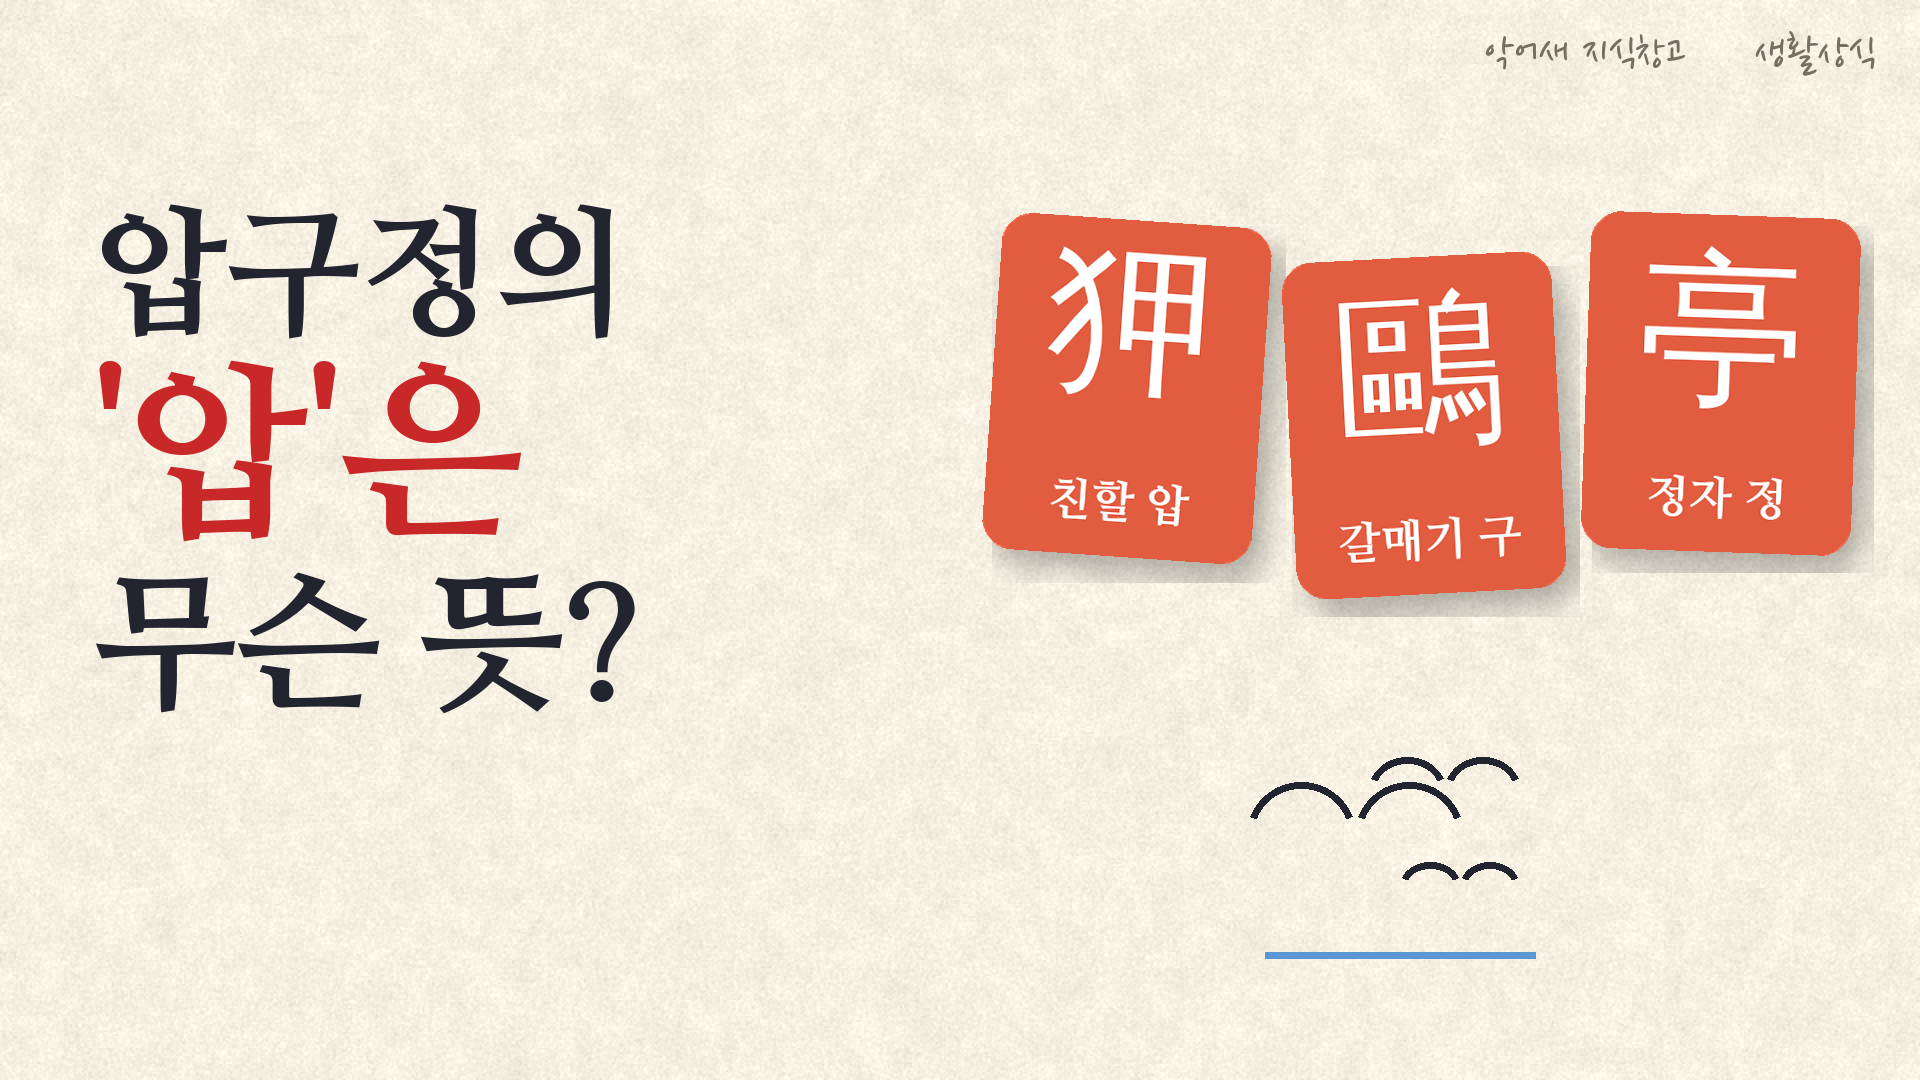 악어새 지식창고 생활상식
압구정의
'압'은
무슨 뜻?
狎
친할 압
鷗
갈매기 구
亭
정자 정